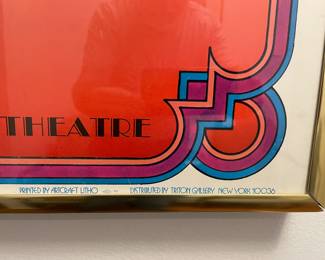 THEATRE
PRINTED BY ARTCRAFT LITHO DISTRIBUTED BY TRITON GALLERY NEW YORK 10036